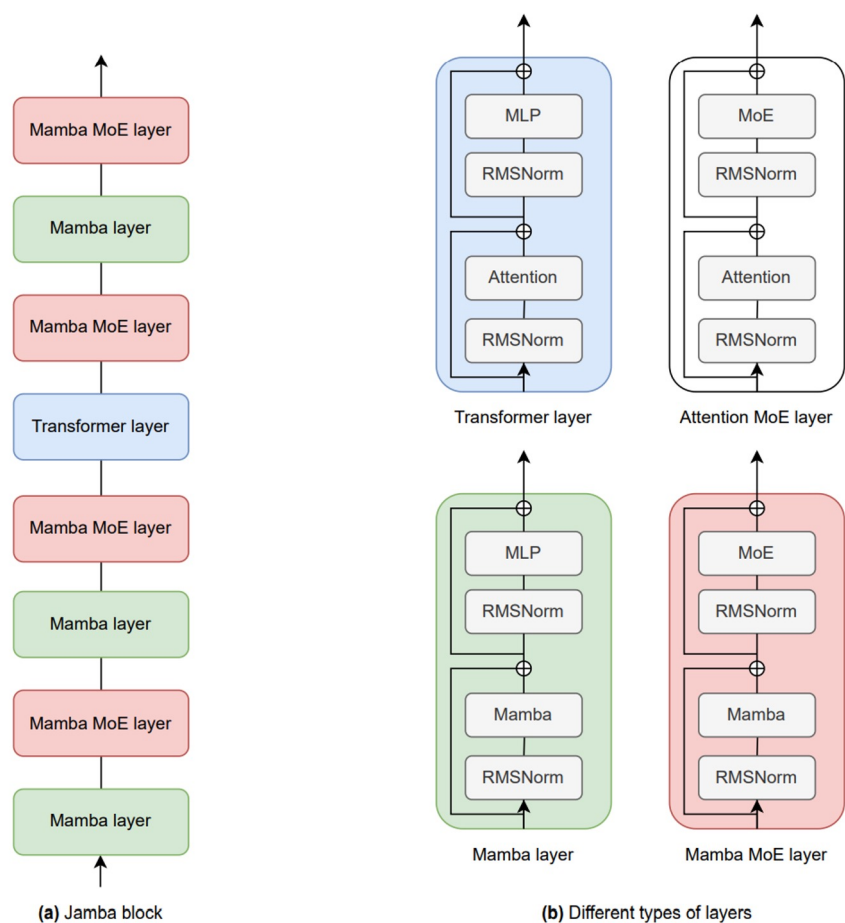 Mamba MoE layer
Mamba layer
Mamba MoE layer
Transformer layer
Mamba MoE layer
Mamba layer
Mamba MoE layer
Mamba layer
(a) Jamba block
MLP
RMSNorm
Attention
RMSNorm
Transformer layer
MoE
RMSNorm
Attention
RMSNorm
Attention MoE layer
MLP
RMSNorm
Mamba
RMSNorm
Mamba layer
MoE
RMSNorm
Mamba
RMSNorm
Mamba MoE layer
(b) Different types of layers